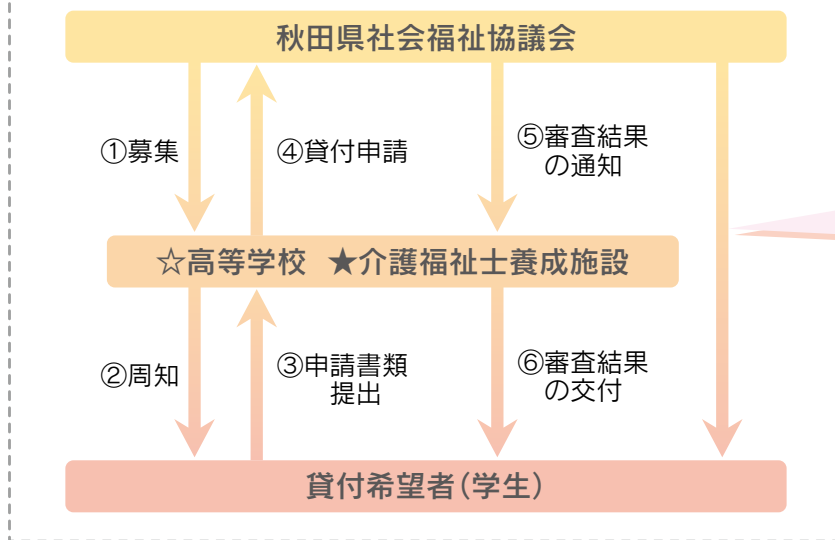 秋田県社会福祉協議会
①募集
④貸付申請
⑤審査結果
の通知
☆高等学校 ★介護福祉士養成施設
②周知
③申請書類
提出
⑥審査結果
の交付
貸付希望者(学生)